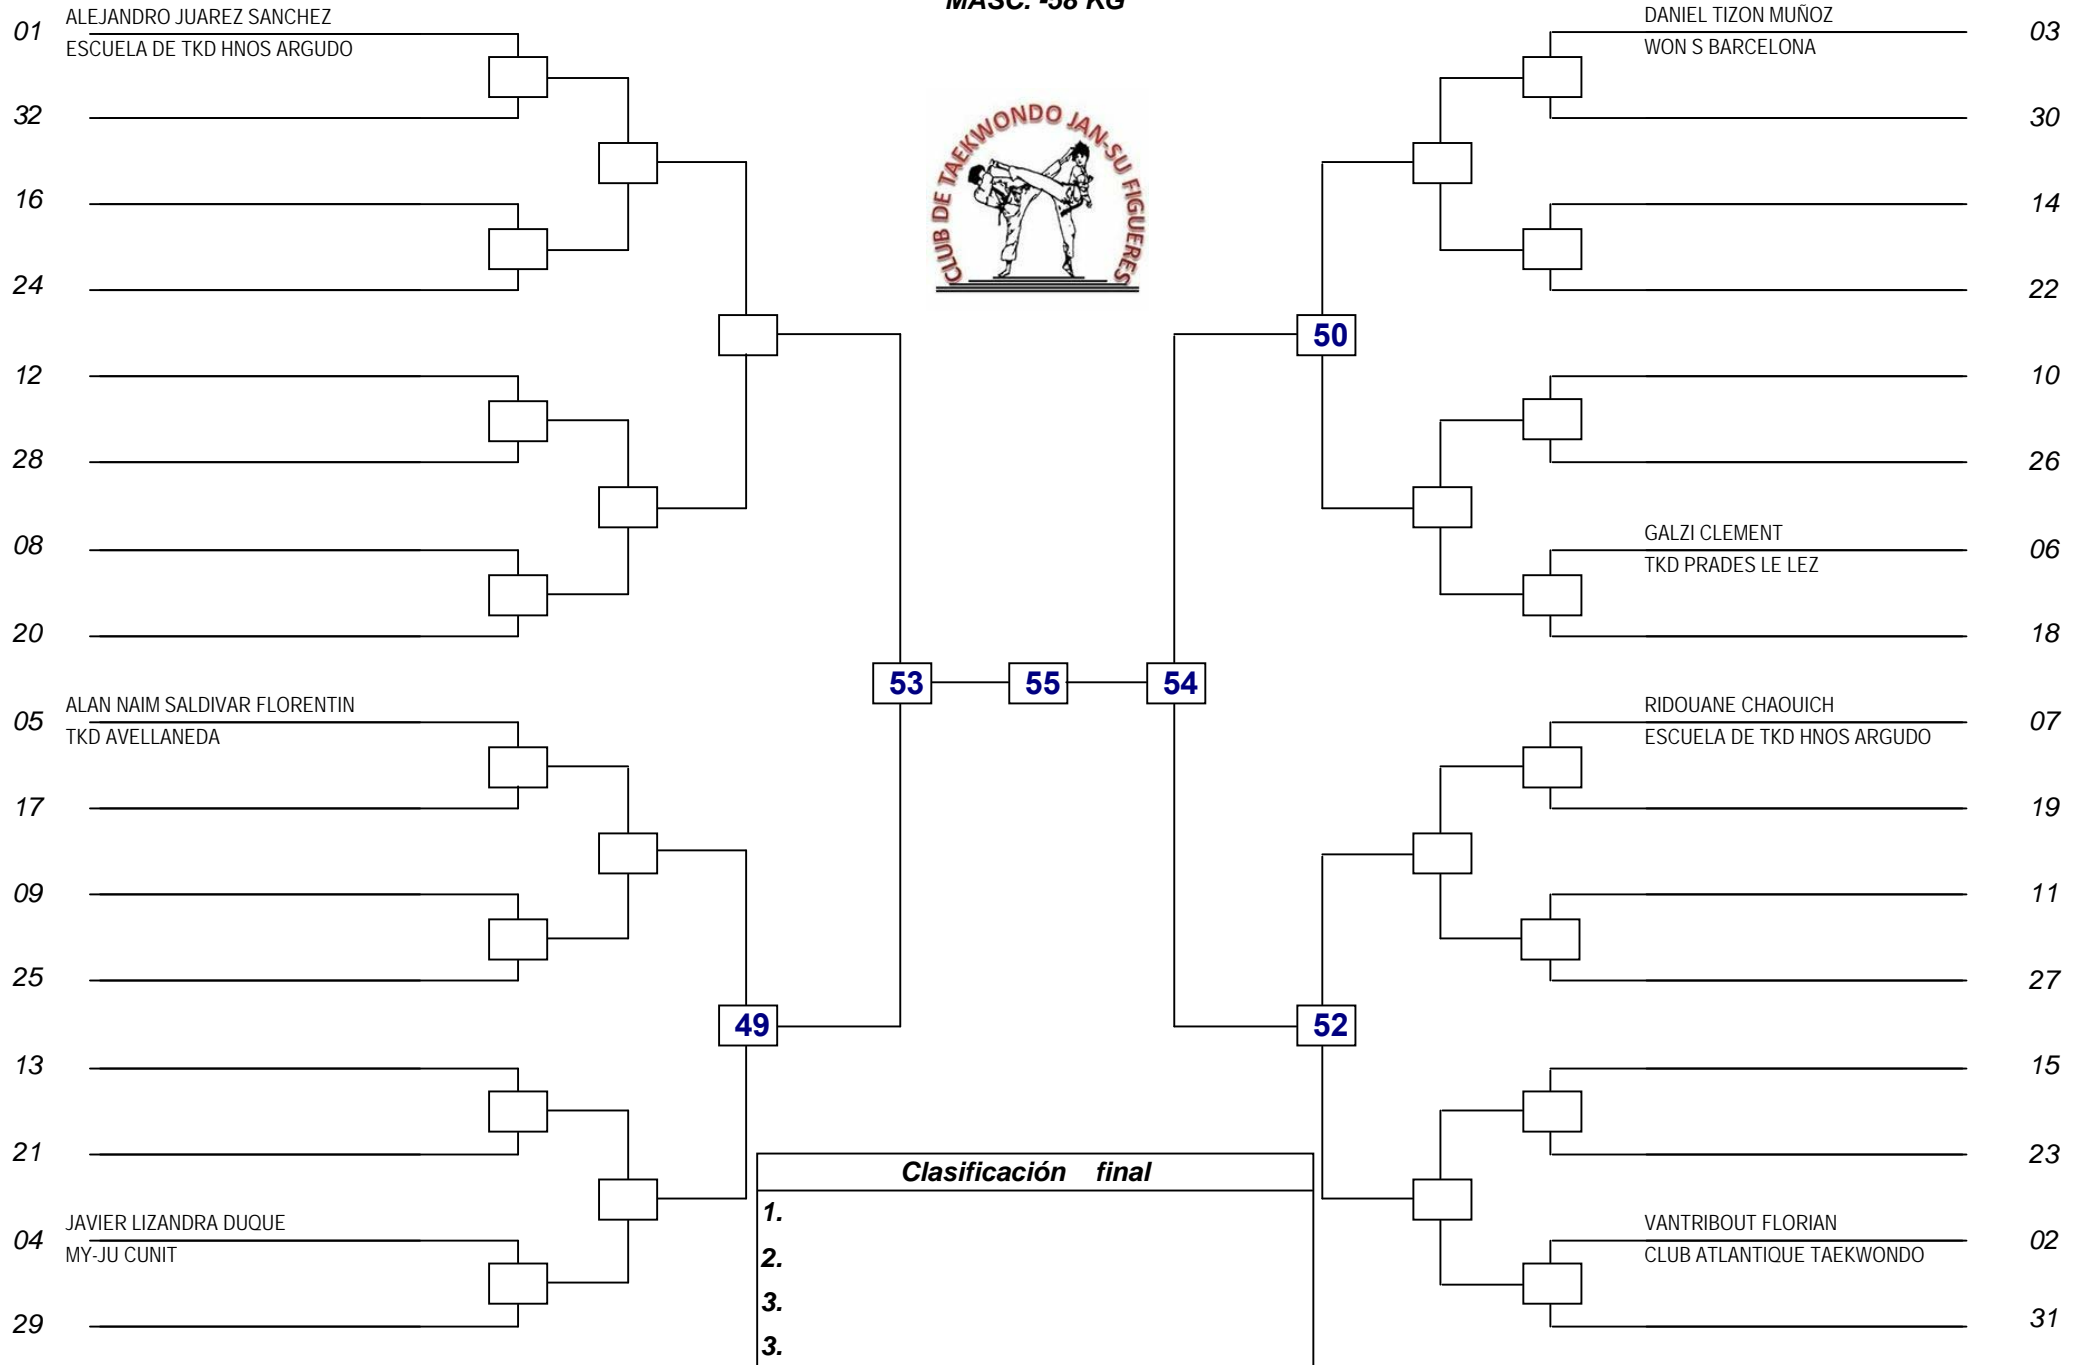 MASC. -58 KG
CLUB DE TAEKWONDO JAN-SU FIGUERES
01
ALEJANDRO JUAREZ SANCHEZ
ESCUELA DE TKD HNOS ARGUDO
32
16
24
12
28
08
20
05
ALAN NAIM SALDIVAR FLORENTIN
TKD AVELLANEDA
17
09
25
13
21
04
JAVIER LIZANDRA DUQUE
MY-JU CUNIT
29
49
53
55
54
50
52
DANIEL TIZON MUÑOZ
03
WON S BARCELONA
30
14
22
10
26
GALZI CLEMENT
06
TKD PRADES LE LEZ
18
RIDOUANE CHAOUICH
07
ESCUELA DE TKD HNOS ARGUDO
19
11
27
15
23
VANTRIBOUT FLORIAN
02
CLUB ATLANTIQUE TAEKWONDO
31
Clasificación final
1.
2.
3.
3.